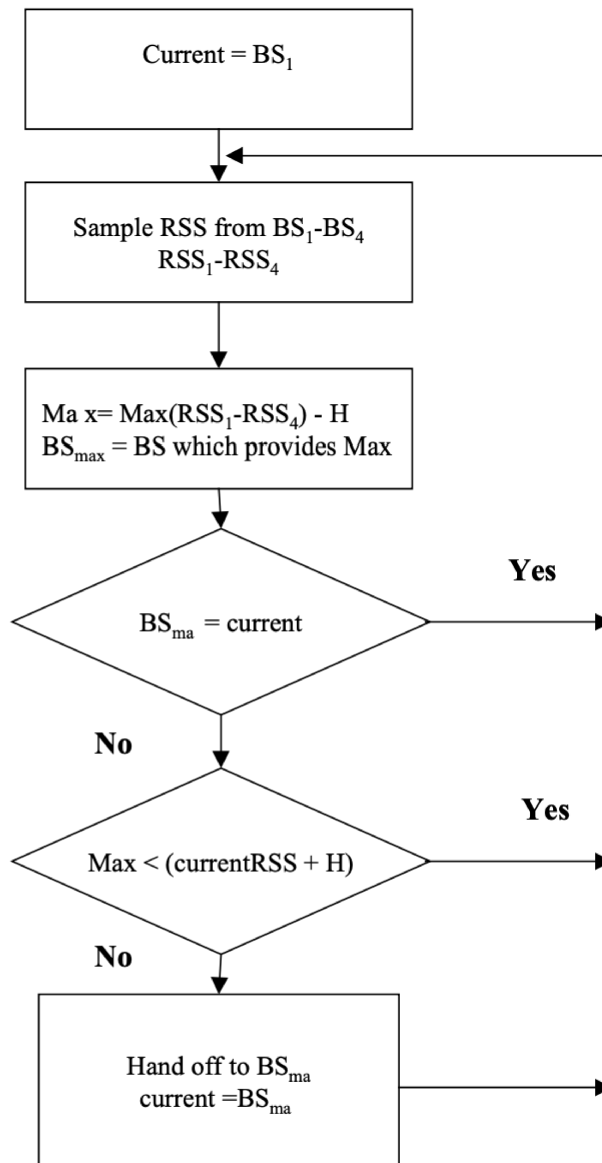 Current = BS₁
Sample RSS from BS₁-BS₄
RSS₁-RSS₄
Ma x= Max(RSS₁-RSS₄) - H
BSₘₐₓ = BS which provides Max
Yes
BSₘₐ = current
No
Yes
Max < (currentRSS + H)
No
Hand off to BSₘₐ
current =BSₘₐ